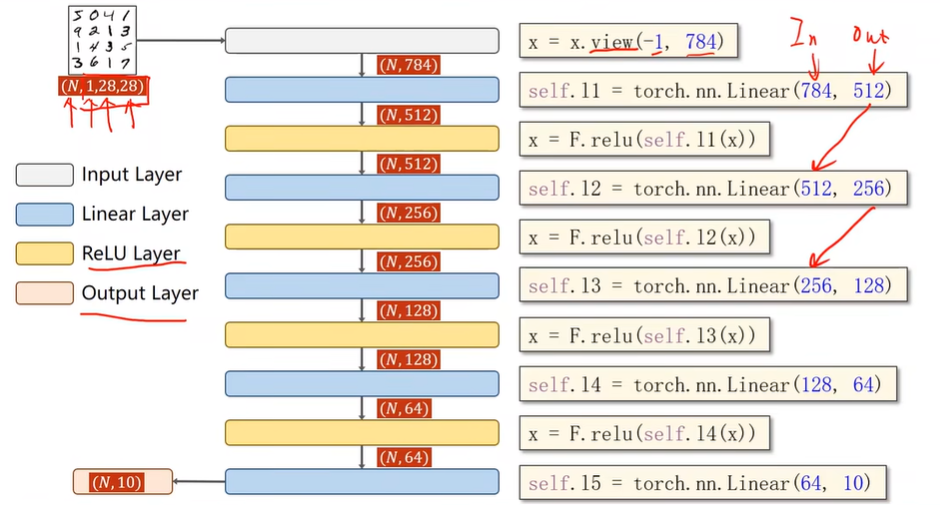 5 0 4 1
9 2 1 3
1 4 3 5
3 6 1 7
(N, 1,28,28)
x = x.view(-1, 784)
In Out
(N, 784)
self.l1 = torch.nn.Linear(784, 512)
(N, 512)
x = F.relu(self.l1(x))
(N, 512)
self.l2 = torch.nn.Linear(512, 256)
(N, 256)
x = F.relu(self.l2(x))
(N, 256)
self.l3 = torch.nn.Linear(256, 128)
(N, 128)
x = F.relu(self.l3(x))
(N, 128)
self.l4 = torch.nn.Linear(128, 64)
(N, 64)
x = F.relu(self.l4(x))
(N, 64)
self.l5 = torch.nn.Linear(64, 10)
(N, 10)
Input Layer
Linear Layer
ReLU Layer
Output Layer